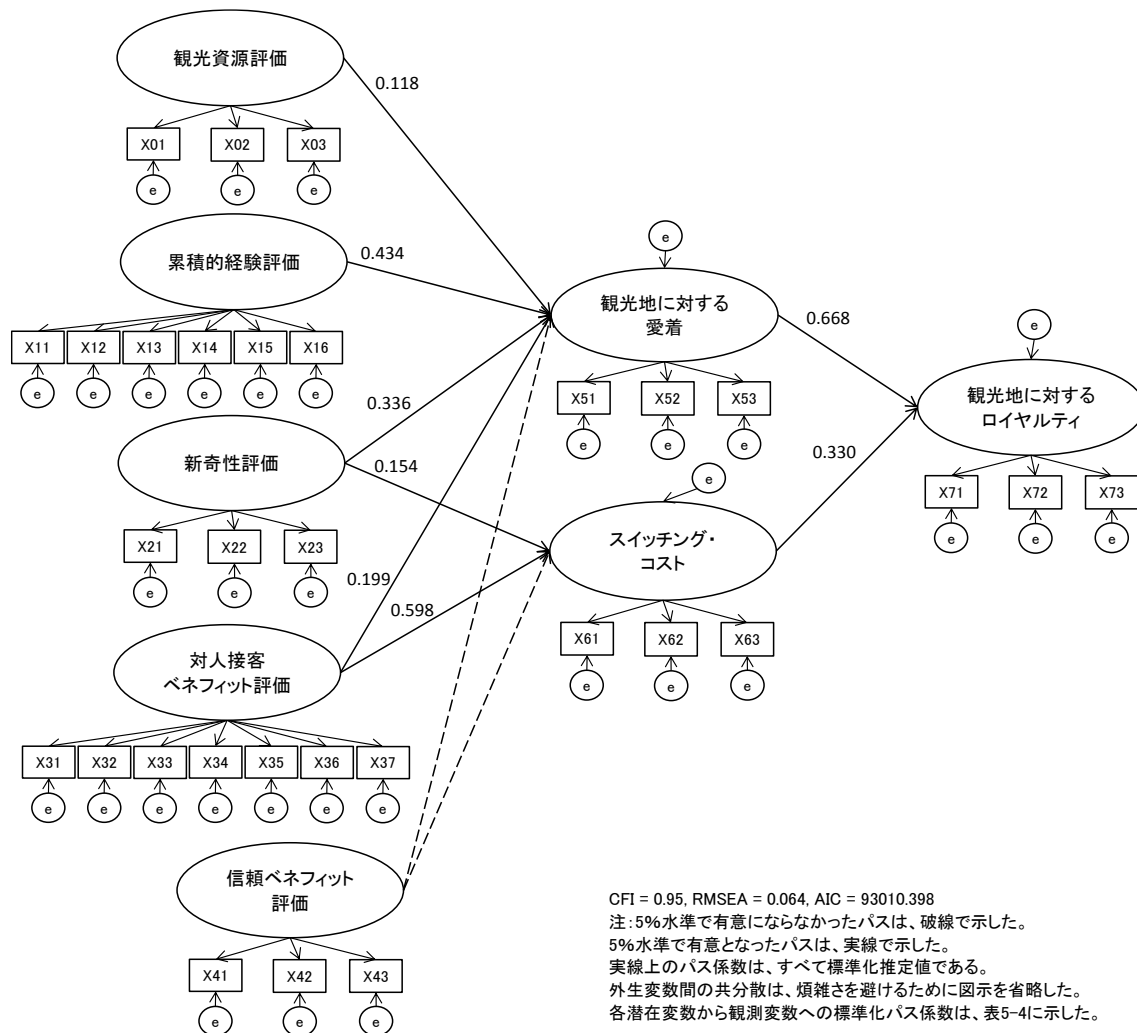 観光資源評価
0.118
X01 X02 X03
e e e
累積的経験評価
0.434
X11 X12 X13 X14 X15 X16
e e e e e e
e
観光地に対する
愛着
0.668
X51 X52 X53
e e e
e
観光地に対する
ロイヤルティ
X71 X72 X73
e e e
0.336
新奇性評価
0.154
X21 X22 X23
e e e
e
スイッチング・
コスト
0.330
X61 X62 X63
e e e
0.199
0.598
対人接客
ベネフィット評価
X31 X32 X33 X34 X35 X36 X37
e e e e e e e
信頼ベネフィット
評価
X41 X42 X43
e e e
CFI = 0.95, RMSEA = 0.064, AIC = 93010.398
注：5%水準で有意にならなかったパスは、破線で示した。
5%水準で有意となったパスは、実線で示した。
実線上のパス係数は、すべて標準化推定値である。
外生変数間の共分散は、煩雑さを避けるために図示を省略した。
各潜在変数から観測変数への標準化パス係数は、表5-4に示した。